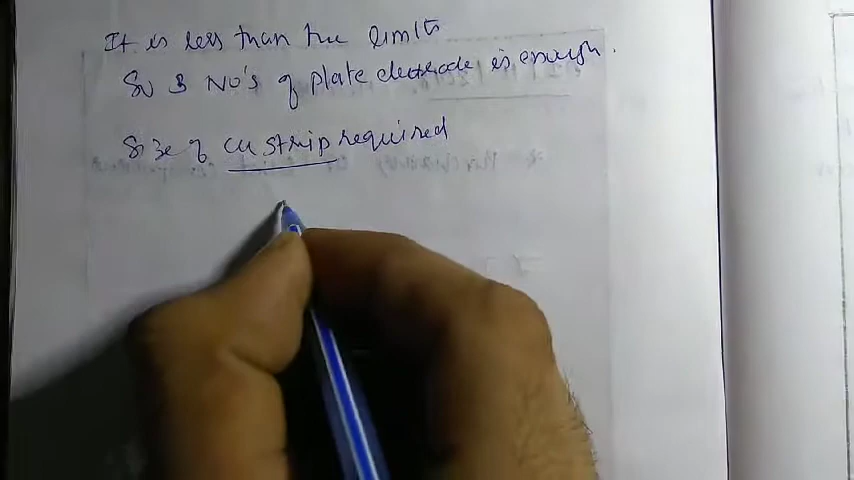 It is less than the limits
So 3 NO's of plate electrode is enough.
Size of cu strip required